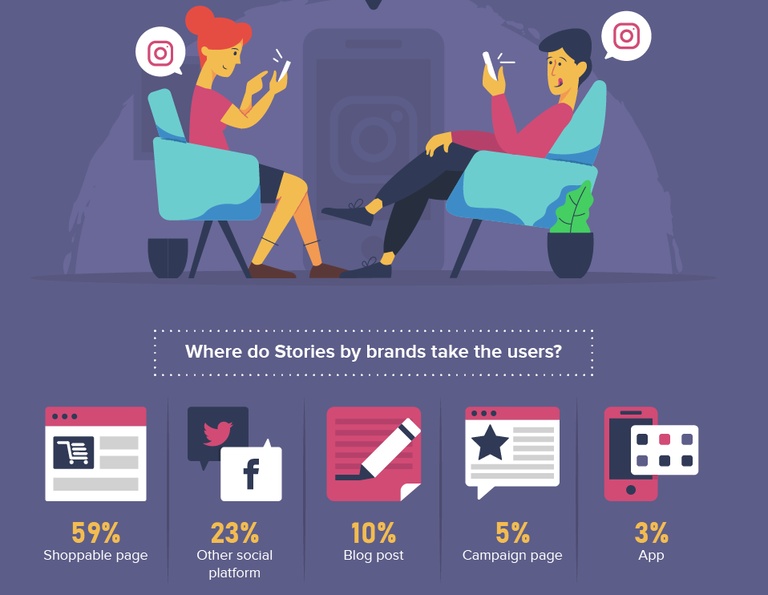 Where do Stories by brands take the users?
59%
Shoppable page
23%
Other social
platform
10%
Blog post
5%
Campaign page
3%
App